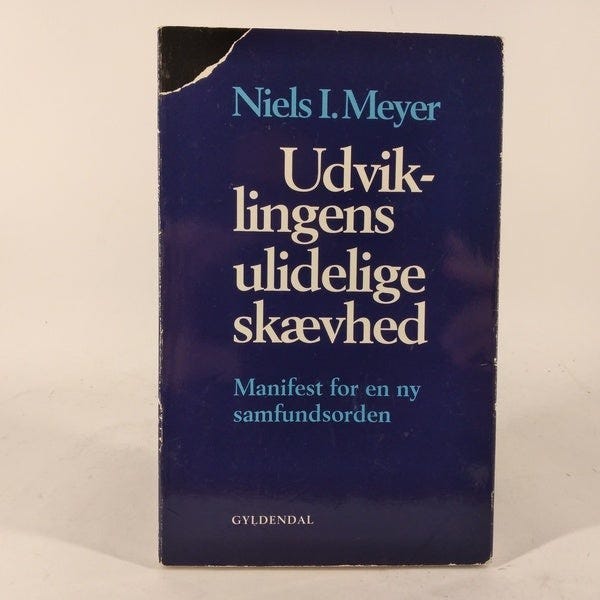 Niels I. Meyer
Udvik-
lingens
ulidelige
skævhed
Manifest for en ny
samfundsorden
GYLDENDAL